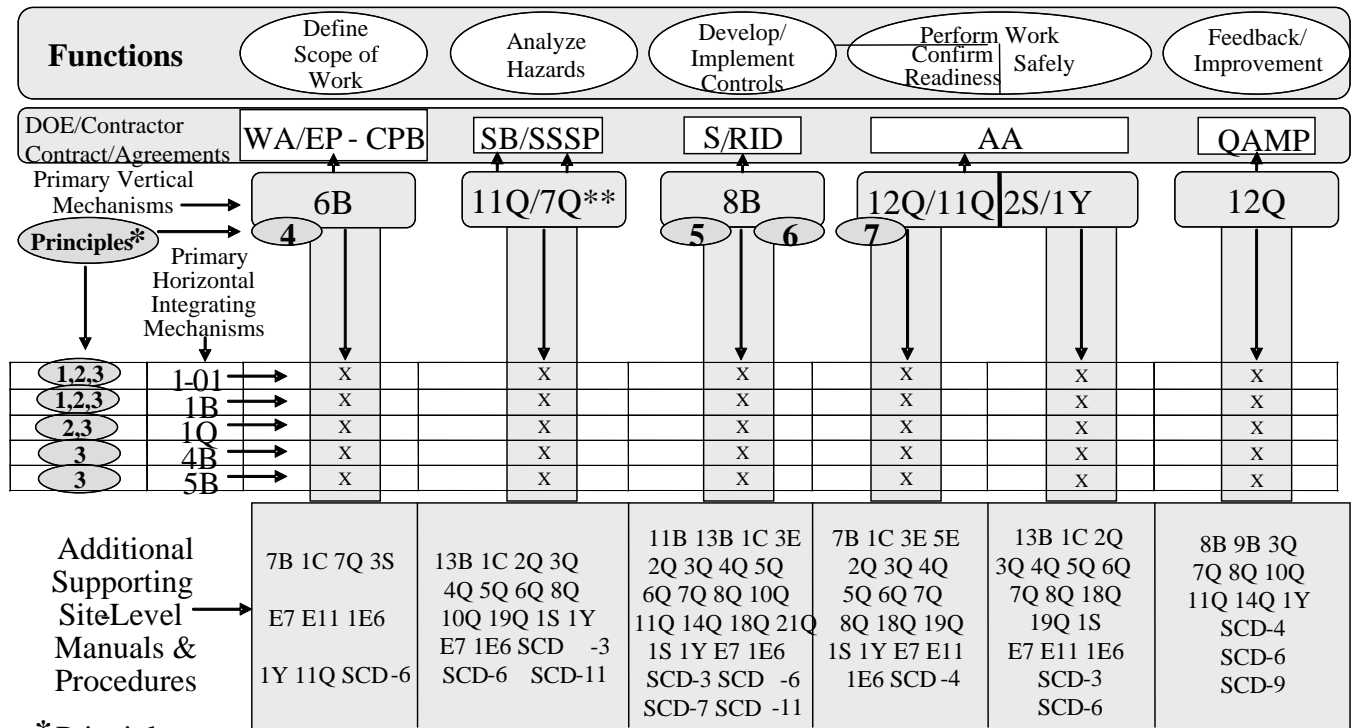 Functions
Define
Scope of
Work
Analyze
Hazards
Develop/
Implement
Controls
Perform Work
Confirm
Readiness
Safely
Feedback/
Improvement
DOE/Contractor
Contract/Agreements
WA/EP - CPB
SB/SSSP
S/RID
AA
QAMP
Primary Vertical
Mechanisms
6B
11Q/7Q**
8B
12Q/11Q
2S/1Y
12Q
Principles*
4
5
6
7
Primary
Horizontal
Integrating
Mechanisms
1,2,3 1-01 X X X X X X
1,2,3 1B X X X X X X
2,3 1Q X X X X X X
3 4B X X X X X X
3 5B X X X X X X
Additional
Supporting
Site-Level
Manuals &
Procedures
7B 1C 7Q 3S
E7 E11 1E6
1Y 11Q SCD-6
13B 1C 2Q 3Q
4Q 5Q 6Q 8Q
10Q 19Q 1S 1Y
E7 1E6 SCD -3
SCD-6 SCD-11
11B 13B 1C 3E
2Q 3Q 4Q 5Q
6Q 7Q 8Q 10Q
11Q 14Q 18Q 21Q
1S 1Y E7 1E6
SCD-3 SCD -6
SCD-7 SCD -11
7B 1C 3E 5E
2Q 3Q 4Q
5Q 6Q 7Q
8Q 18Q 19Q
1S 1Y E7 E11
1E6 SCD-4
13B 1C 2Q
3Q 4Q 5Q 6Q
7Q 8Q 18Q
19Q 1S
E7 E11 1E6
SCD-3
SCD-6
8B 9B 3Q
7Q 8Q 10Q
11Q 14Q 1Y
SCD-4
SCD-6
SCD-9